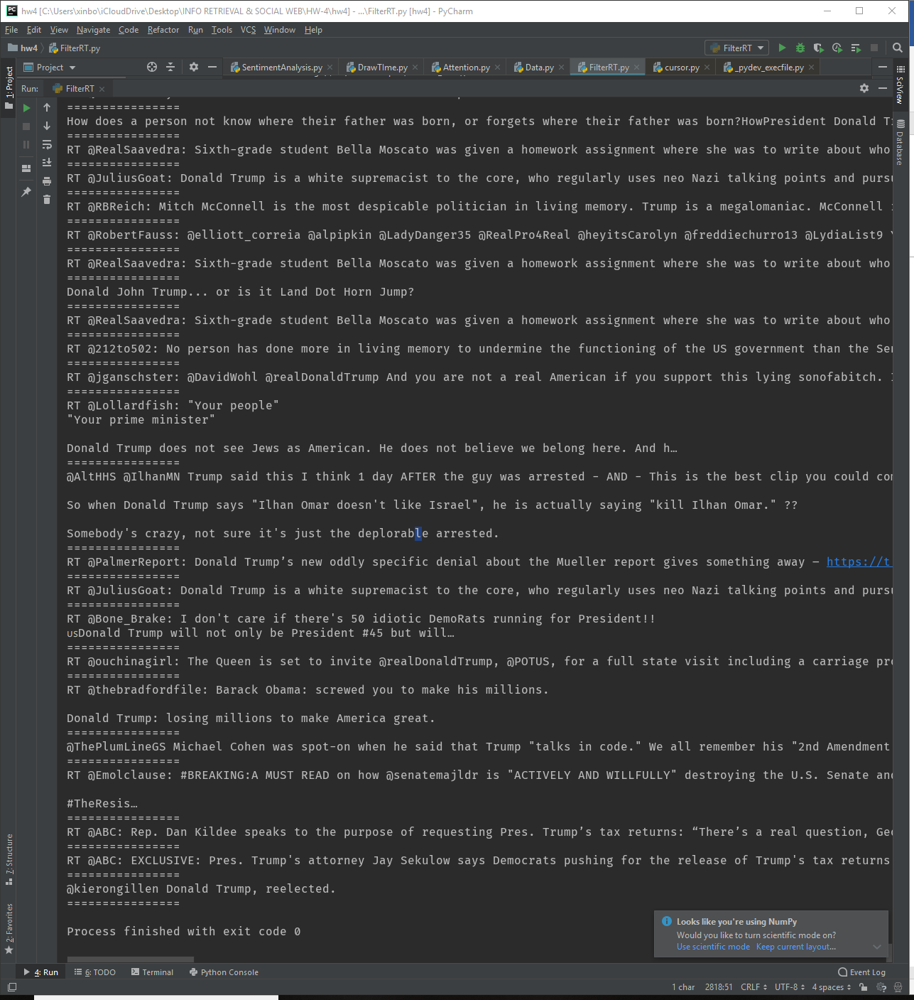 hw4 [C:\Users\xinbo\iCloudDrive\Desktop\INFO RETRIEVAL & SOCIAL WEB\HW-4\hw4] - ...\FilterRT.py [hw4] - PyCharm
File Edit View Navigate Code Refactor Run Tools VCS Window Help
hw4 FilterRT.py FilterRT
Project SentimentAnalysis.py DrawTIme.py Attention.py Data.py FilterRT.py cursor.py _pydev_execfile.py
1: Project
SciView
Database
Run: FilterRT
================
How does a person not know where their father was born, or forgets where their father was born?HowPresident Donald T
================
RT @RealSaavedra: Sixth-grade student Bella Moscato was given a homework assignment where she was to write about who
================
RT @JuliusGoat: Donald Trump is a white supremacist to the core, who regularly uses neo Nazi talking points and pursu
================
RT @RBReich: Mitch McConnell is the most despicable politician in living memory. Trump is a megalomaniac. McConnell
================
RT @RobertFauss: @elliott_correia @alpipkin @LadyDanger35 @RealPro4Real @heyitsCarolyn @freddiechurro13 @LydiaList9
================
RT @RealSaavedra: Sixth-grade student Bella Moscato was given a homework assignment where she was to write about who
================
Donald John Trump... or is it Land Dot Horn Jump?
================
RT @RealSaavedra: Sixth-grade student Bella Moscato was given a homework assignment where she was to write about who
================
RT @212to502: No person has done more in living memory to undermine the functioning of the US government than the Sen
================
RT @jganschster: @DavidWohl @realDonaldTrump And you are not a real American if you support this lying sonofabitch.
================
RT @Lollardfish: "Your people"
"Your prime minister"
Donald Trump does not see Jews as American. He does not believe we belong here. And h…
================
@AltHHS @IlhanMN Trump said this I think 1 day AFTER the guy was arrested - AND - This is the best clip you could com
So when Donald Trump says "Ilhan Omar doesn't like Israel", he is actually saying "kill Ilhan Omar." ??
Somebody's crazy, not sure it's just the deplorable arrested.
================
RT @PalmerReport: Donald Trump’s new oddly specific denial about the Mueller report gives something away — https://t
================
RT @JuliusGoat: Donald Trump is a white supremacist to the core, who regularly uses neo Nazi talking points and pursu
================
RT @Bone_Brake: I don't care if there's 50 idiotic DemoRats running for President!!
USDonald Trump will not only be President #45 but will…
================
RT @ouchinagirl: The Queen is set to invite @realDonaldTrump, @POTUS, for a full state visit including a carriage pro
================
RT @thebradfordfile: Barack Obama: screwed you to make his millions.
Donald Trump: losing millions to make America great.
================
@ThePlumLineGS Michael Cohen was spot-on when he said that Trump "talks in code." We all remember his "2nd Amendment
================
RT @Emolclause: #BREAKING:A MUST READ on how @senatemajldr is "ACTIVELY AND WILLFULLY" destroying the U.S. Senate and
#TheResis…
================
RT @ABC: Rep. Dan Kildee speaks to the purpose of requesting Pres. Trump’s tax returns: “There’s a real question, Geo
================
RT @ABC: EXCLUSIVE: Pres. Trump's attorney Jay Sekulow says Democrats pushing for the release of Trump's tax returns
================
@kierongillen Donald Trump, reelected.
================
Process finished with exit code 0
7: Structure
2: Favorites
Looks like you're using NumPy
Would you like to turn scientific mode on?
Use scientific mode Keep current layout...
4: Run 6: TODO Terminal Python Console Event Log
1 char 2818:51 CRLF UTF-8 4 spaces